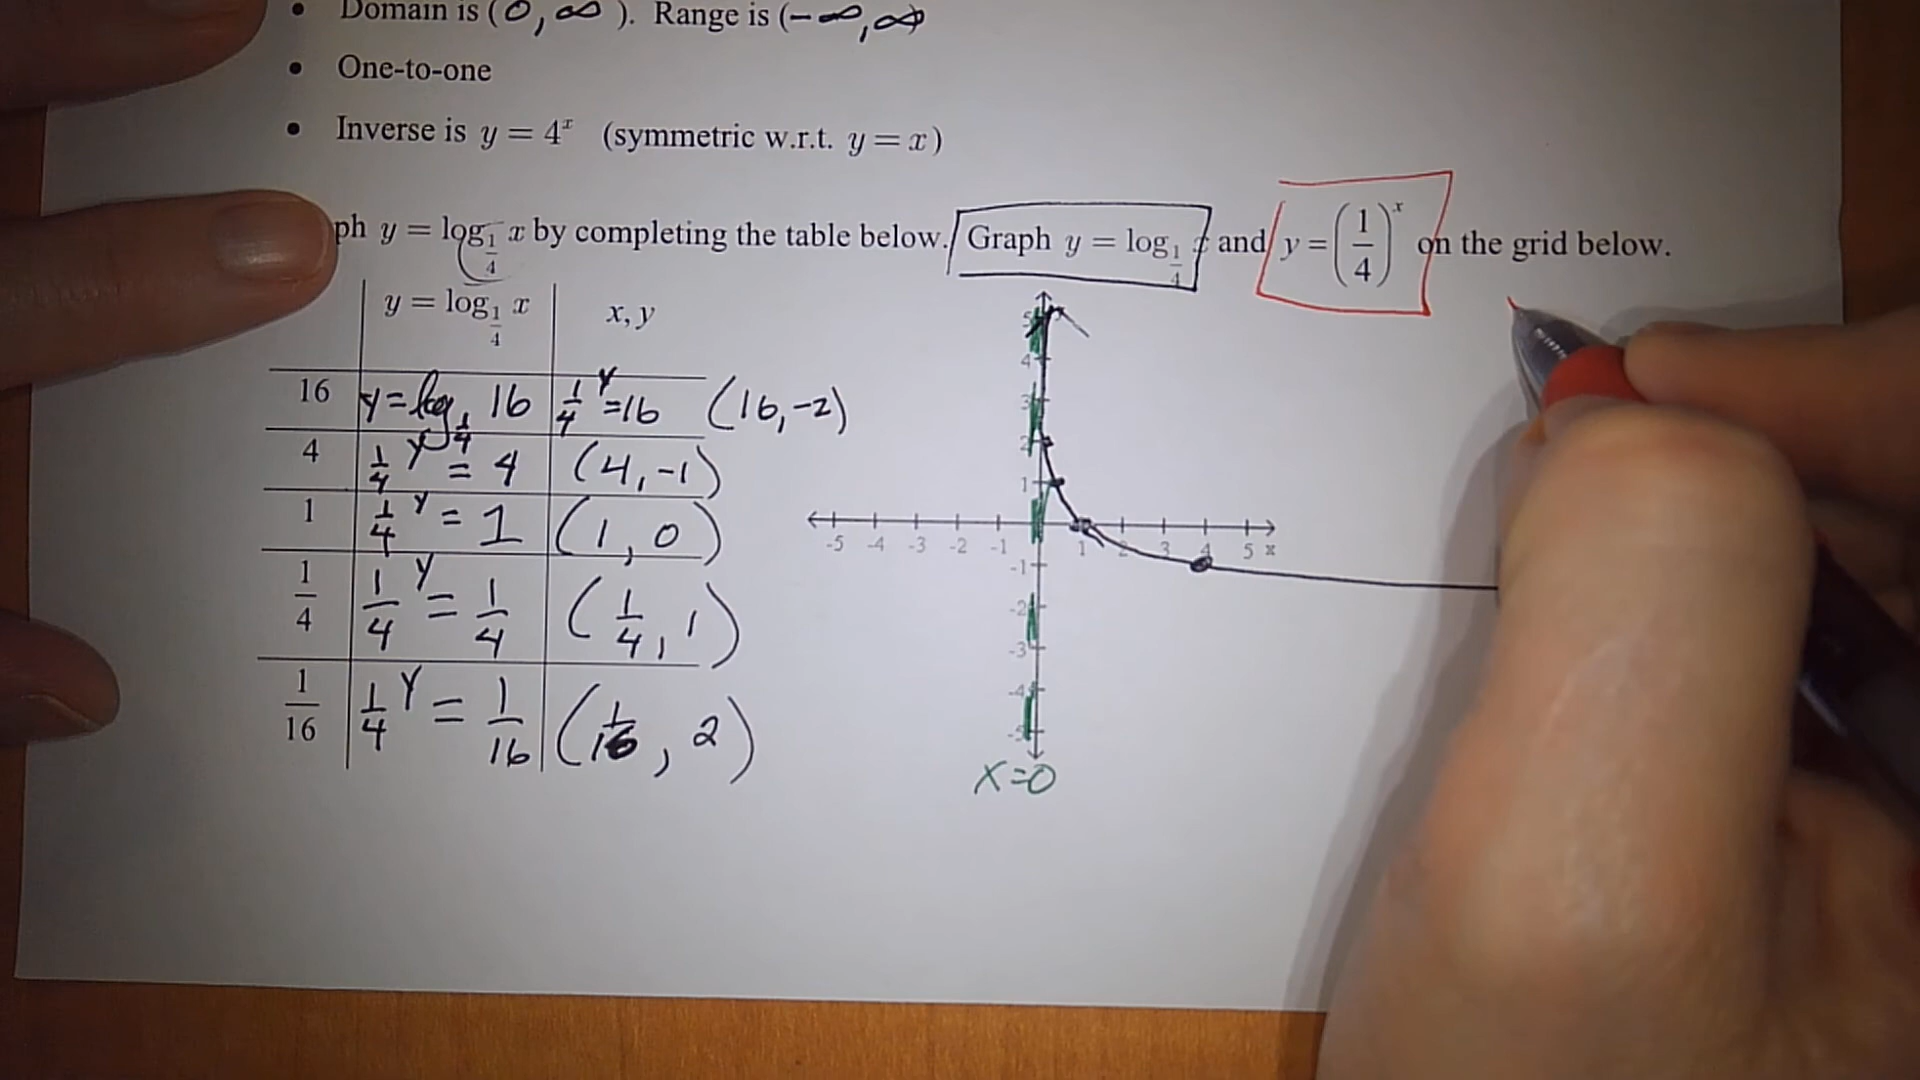 • Domain is (0, ∞). Range is (-∞, ∞)
• One-to-one
• Inverse is y = 4^x (symmetric w.r.t. y = x)
ph y = log_{1/4} x by completing the table below. Graph y = log_{1/4} x and y = (1/4)^x on the grid below.
y = log_{1/4} x x, y
16 y = log_{1/4} 16 1/4^y = 16 (16, -2)
4 1/4^y = 4 (4, -1)
1 1/4^y = 1 (1, 0)
1/4 1/4^y = 1/4 (1/4, 1)
1/16 1/4^y = 1/16 (1/16, 2)
5
4
3
2
1
-5 -4 -3 -2 -1 1 2 3 4 5 x
-1
-2
-3
-4
-5
x=0